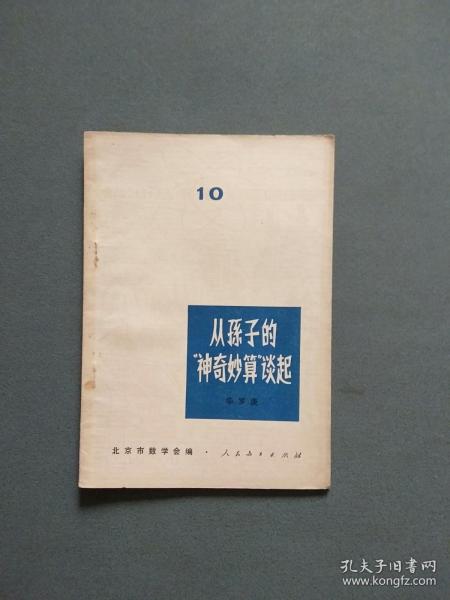 10
从孫子的
“神奇妙算”谈起
华罗庚
北京市数学会编 · 人民教育出版社
孔夫子旧书网
www.kongfz.com